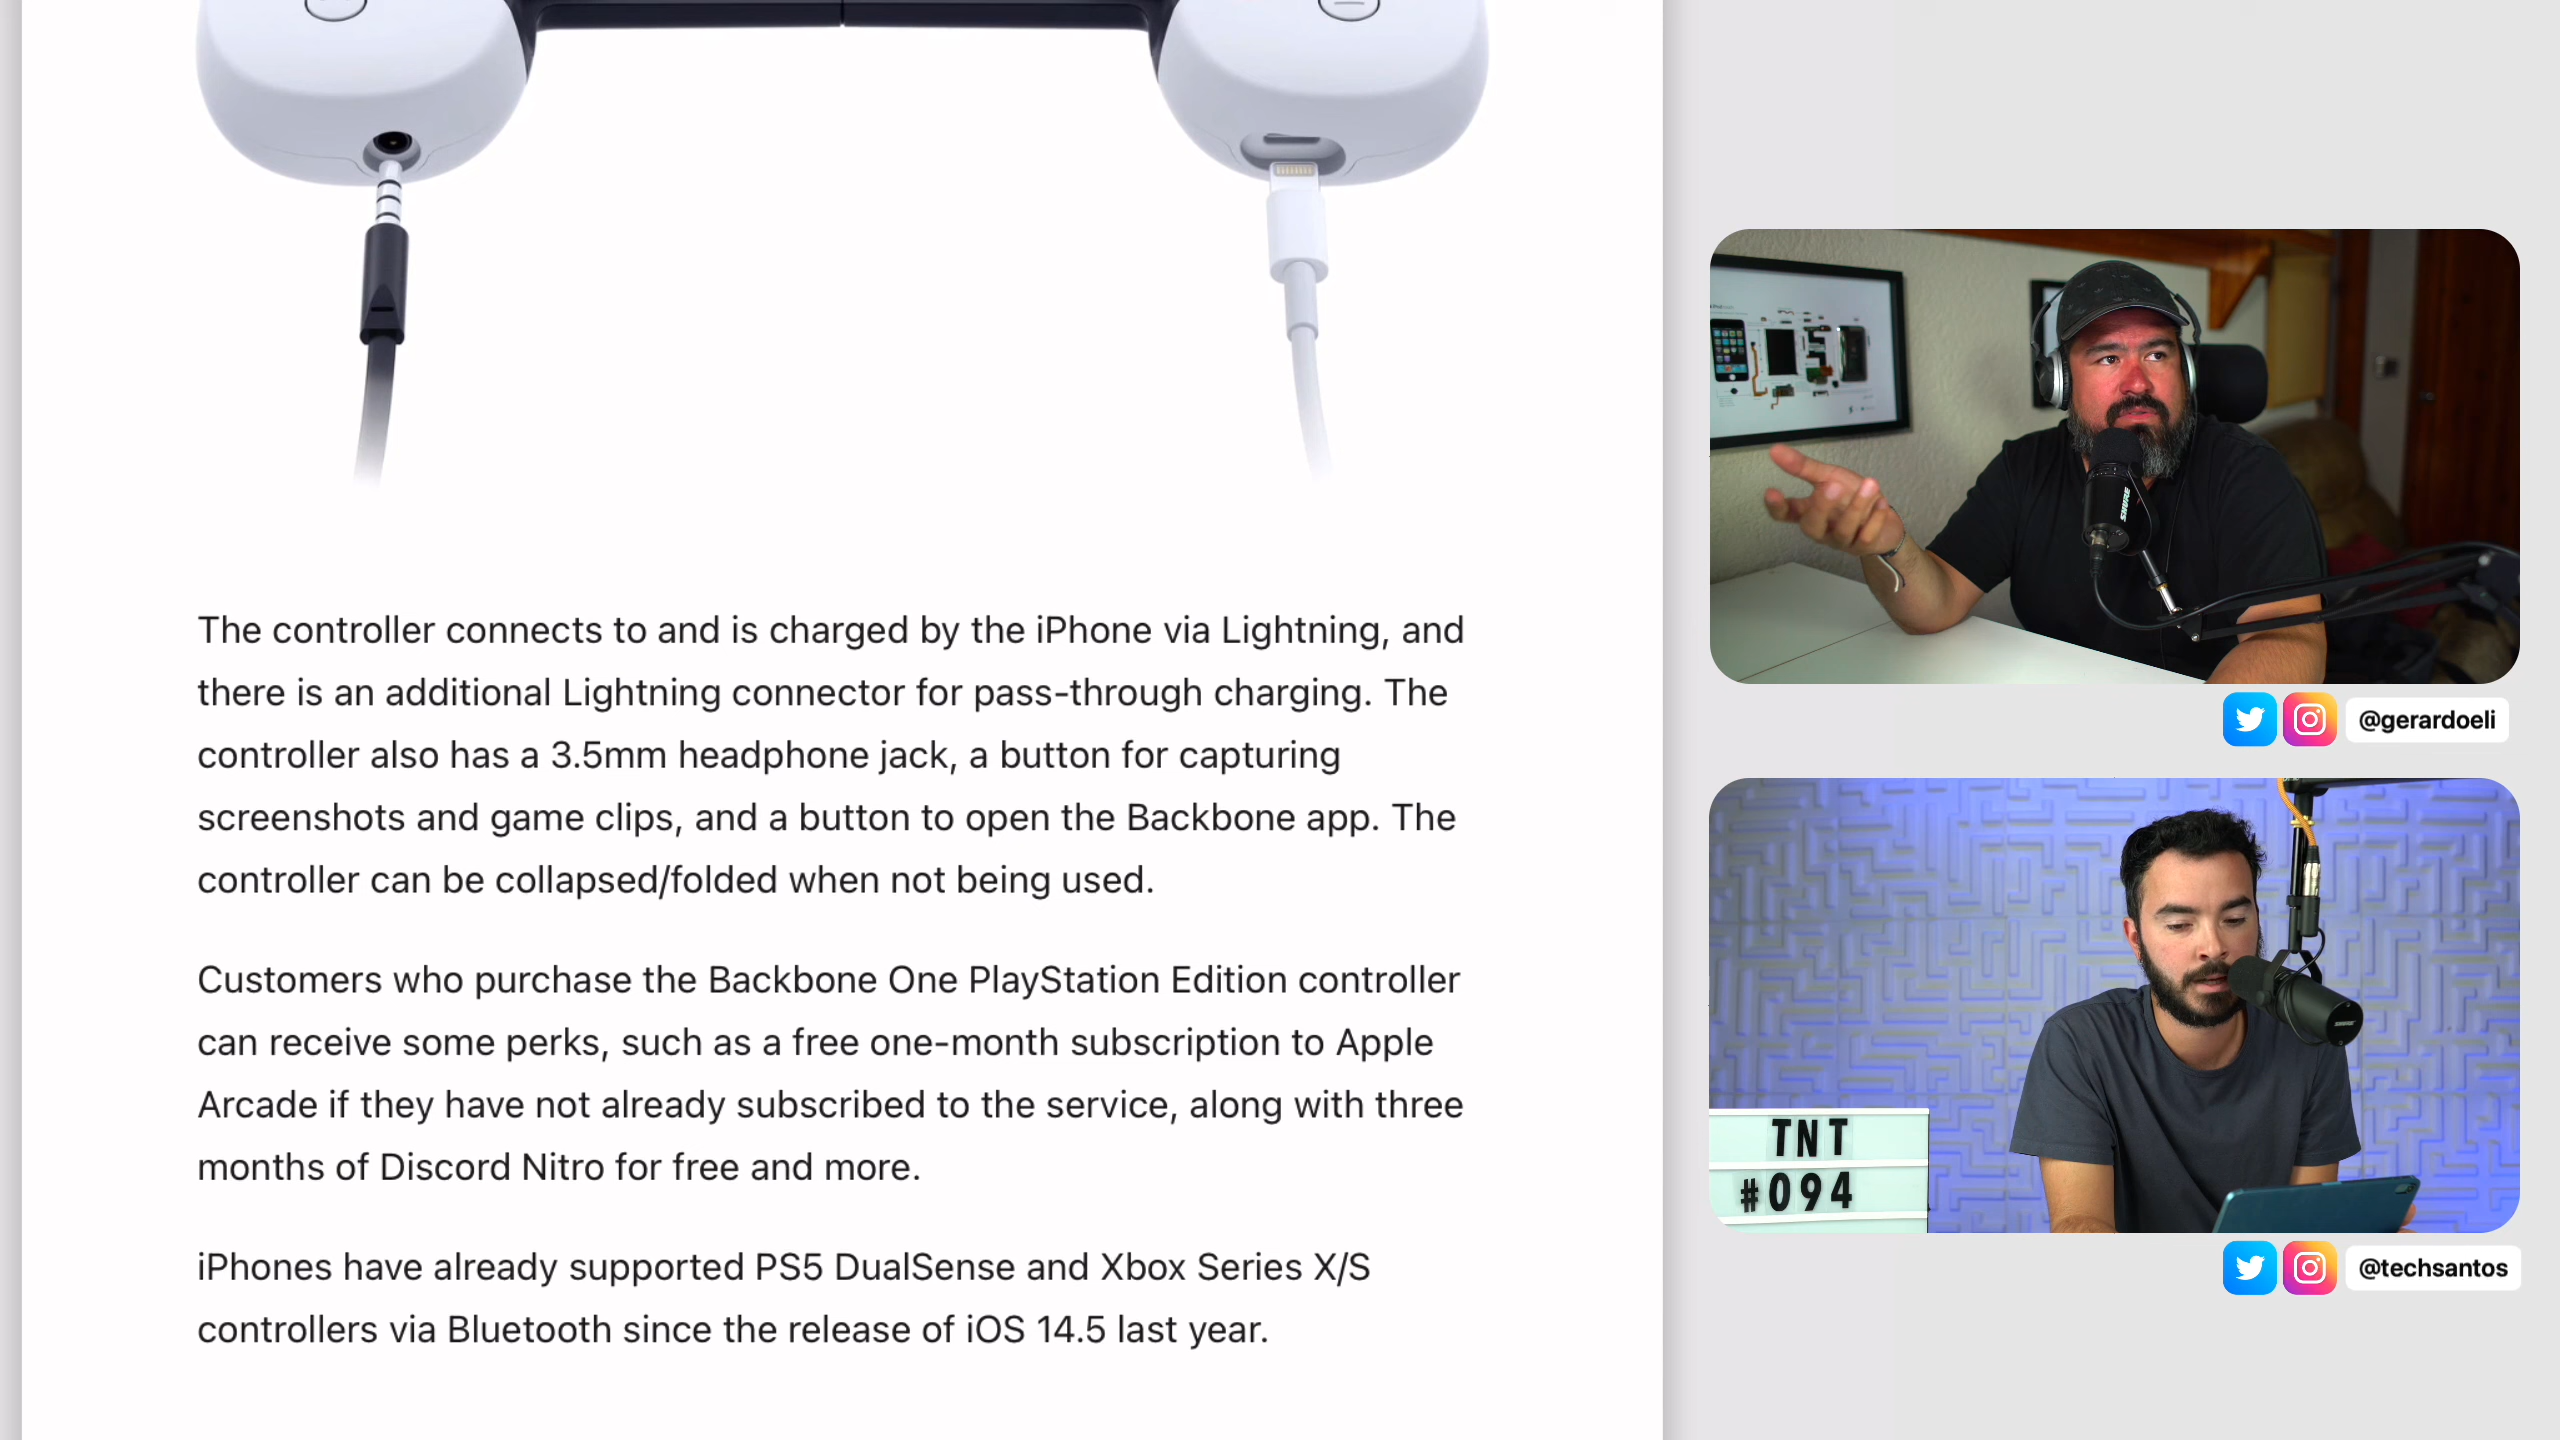 The controller connects to and is charged by the iPhone via Lightning, and
there is an additional Lightning connector for pass-through charging. The
controller also has a 3.5mm headphone jack, a button for capturing
screenshots and game clips, and a button to open the Backbone app. The
controller can be collapsed/folded when not being used.
Customers who purchase the Backbone One PlayStation Edition controller
can receive some perks, such as a free one-month subscription to Apple
Arcade if they have not already subscribed to the service, along with three
months of Discord Nitro for free and more.
iPhones have already supported PS5 DualSense and Xbox Series X/S
controllers via Bluetooth since the release of iOS 14.5 last year.
SHURE
@gerardoeli
TNT
#094
SHURE
@techsantos